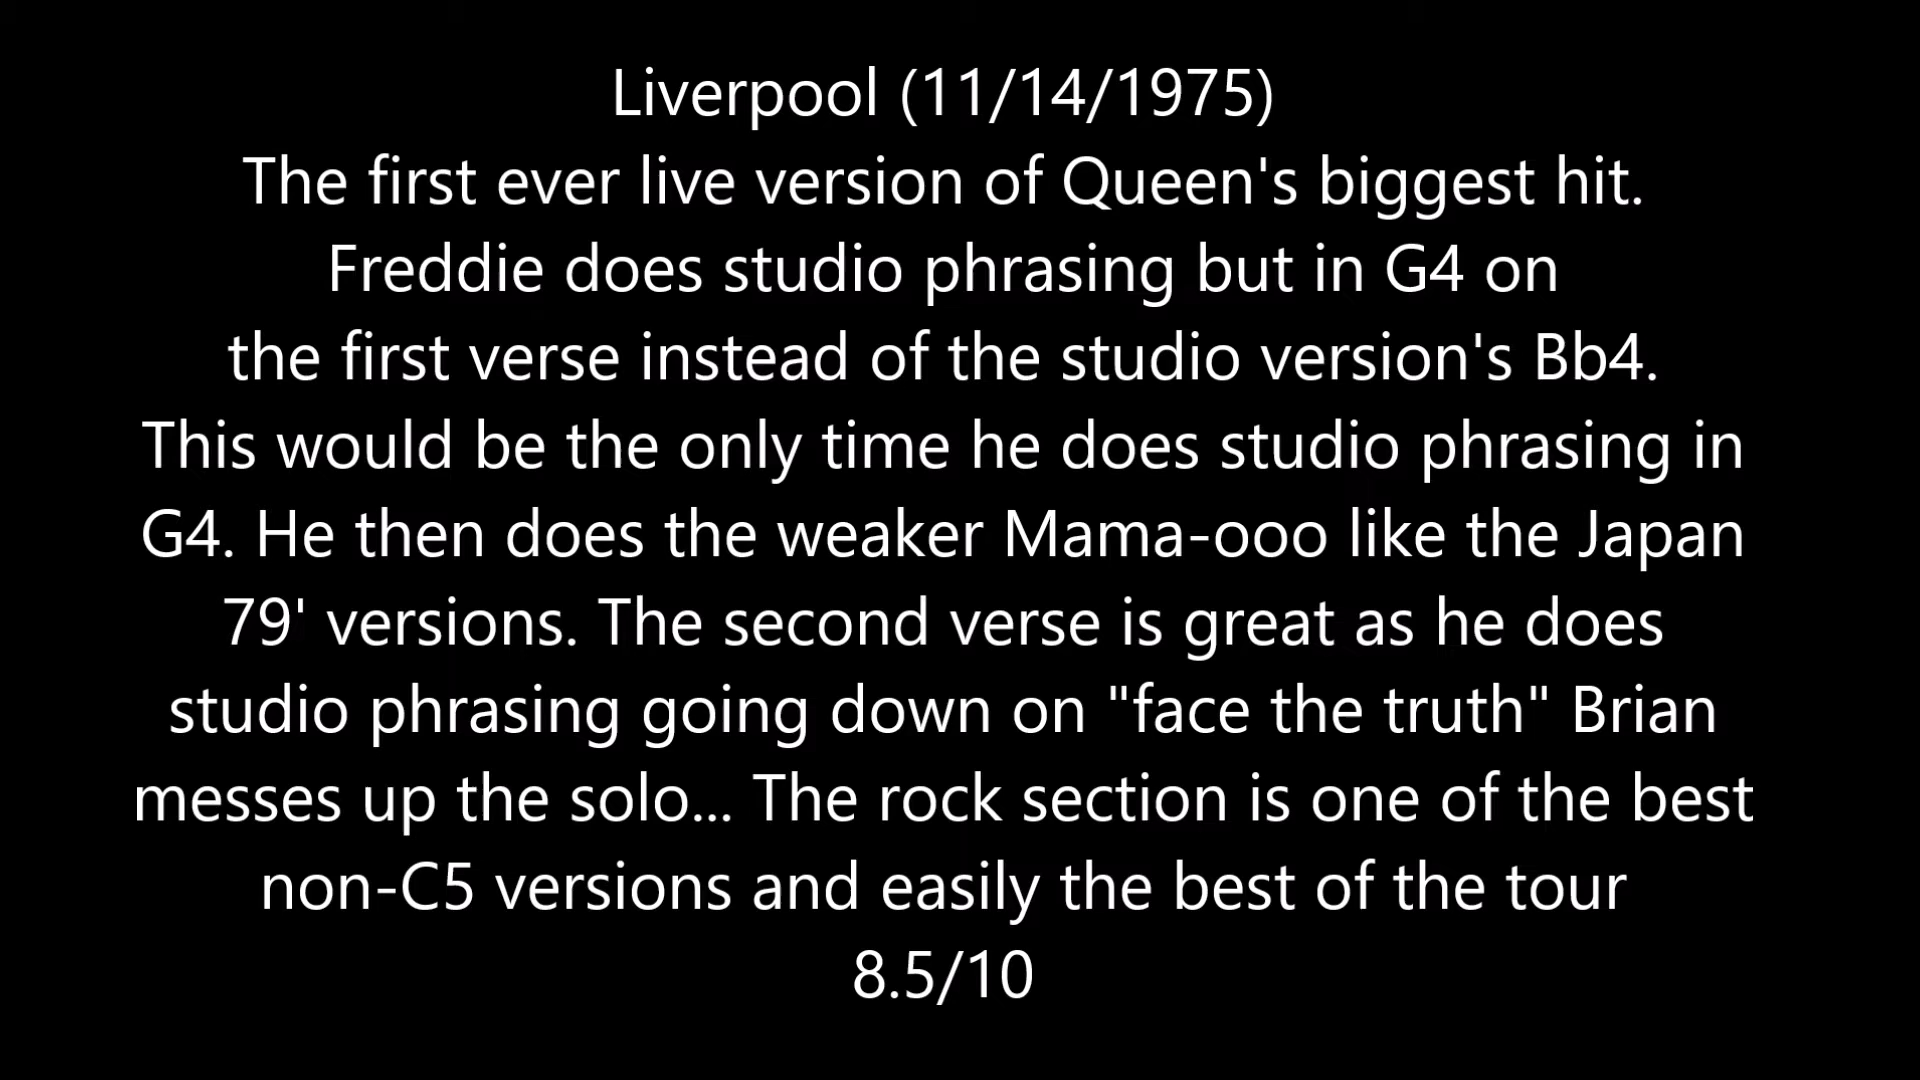 Liverpool (11/14/1975)
The first ever live version of Queen's biggest hit.
Freddie does studio phrasing but in G4 on
the first verse instead of the studio version's Bb4.
This would be the only time he does studio phrasing in
G4. He then does the weaker Mama-ooo like the Japan
79' versions. The second verse is great as he does
studio phrasing going down on "face the truth" Brian
messes up the solo... The rock section is one of the best
non-C5 versions and easily the best of the tour
8.5/10